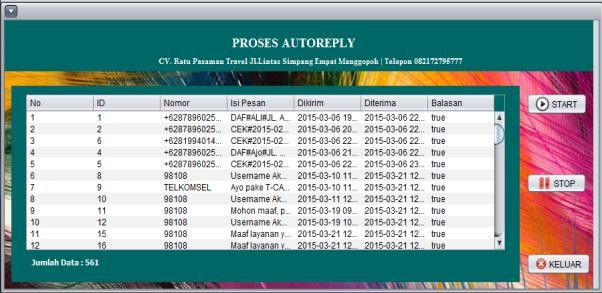 PROSES AUTOREPLY
CV. Ratu Pasaman Travel Jl.Lintas Simpang Empat Manggopoh | Telepon 082172795777
No ID Nomor Isi Pesan Dikirim Diterima Balasan
1 1 +6287896025... DAF#ALI#JL. A... 2015-03-06 19... 2015-03-06 22... true
2 2 +6287896025... CEK#2015-02... 2015-03-06 20... 2015-03-06 22... true
3 6 +6281994014... CEK#2015-02... 2015-03-06 22... 2015-03-06 22... true
4 4 +6287896025... DAF#Ajo#JL. ... 2015-03-06 21... 2015-03-06 22... true
5 5 +6287896025... CEK#2015-02... 2015-03-06 22... 2015-03-06 23... true
6 8 98108 Username Ak... 2015-03-10 11... 2015-03-21 12... true
7 9 TELKOMSEL Ayo pake T-CA... 2015-03-10 11... 2015-03-21 12... true
8 10 98108 Username Ak... 2015-03-11 12... 2015-03-21 12... true
9 11 98108 Mohon maaf, p... 2015-03-19 09... 2015-03-21 12... true
10 12 98108 Username Ak... 2015-03-19 10... 2015-03-21 12... true
11 15 98108 Maaf layanan y... 2015-03-21 12... 2015-03-21 12... true
12 16 98108 Maaf layanan y... 2015-03-21 12... 2015-03-21 12... true
Jumlah Data : 561
START
STOP
KELUAR